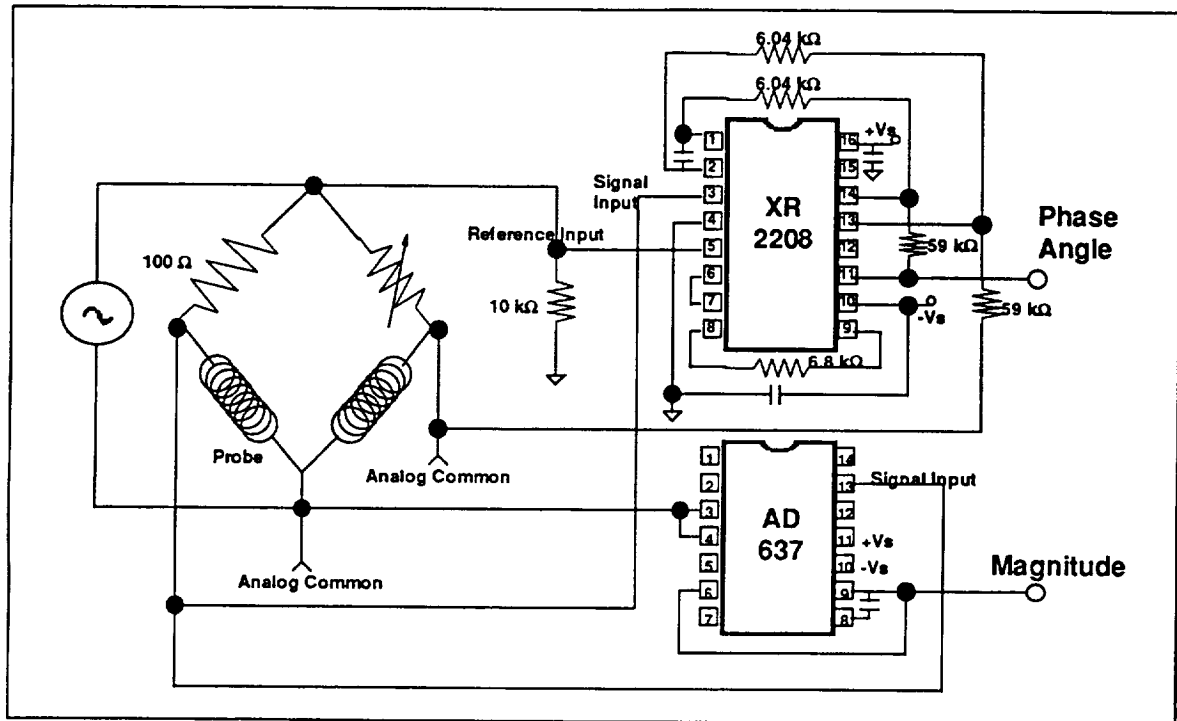 6.04 kΩ
6.04 kΩ
+Vs
1
2
3
4
5
6
7
8
16
15
14
13
12
11
10
9
XR
2208
Signal
Input
Reference Input
100 Ω
10 kΩ
59 kΩ
59 kΩ
-Vs
6.8 kΩ
Phase
Angle
Probe
Analog Common
Analog Common
1
2
3
4
5
6
7
14
13
12
11
10
9
8
AD
637
Signal Input
+Vs
-Vs
Magnitude